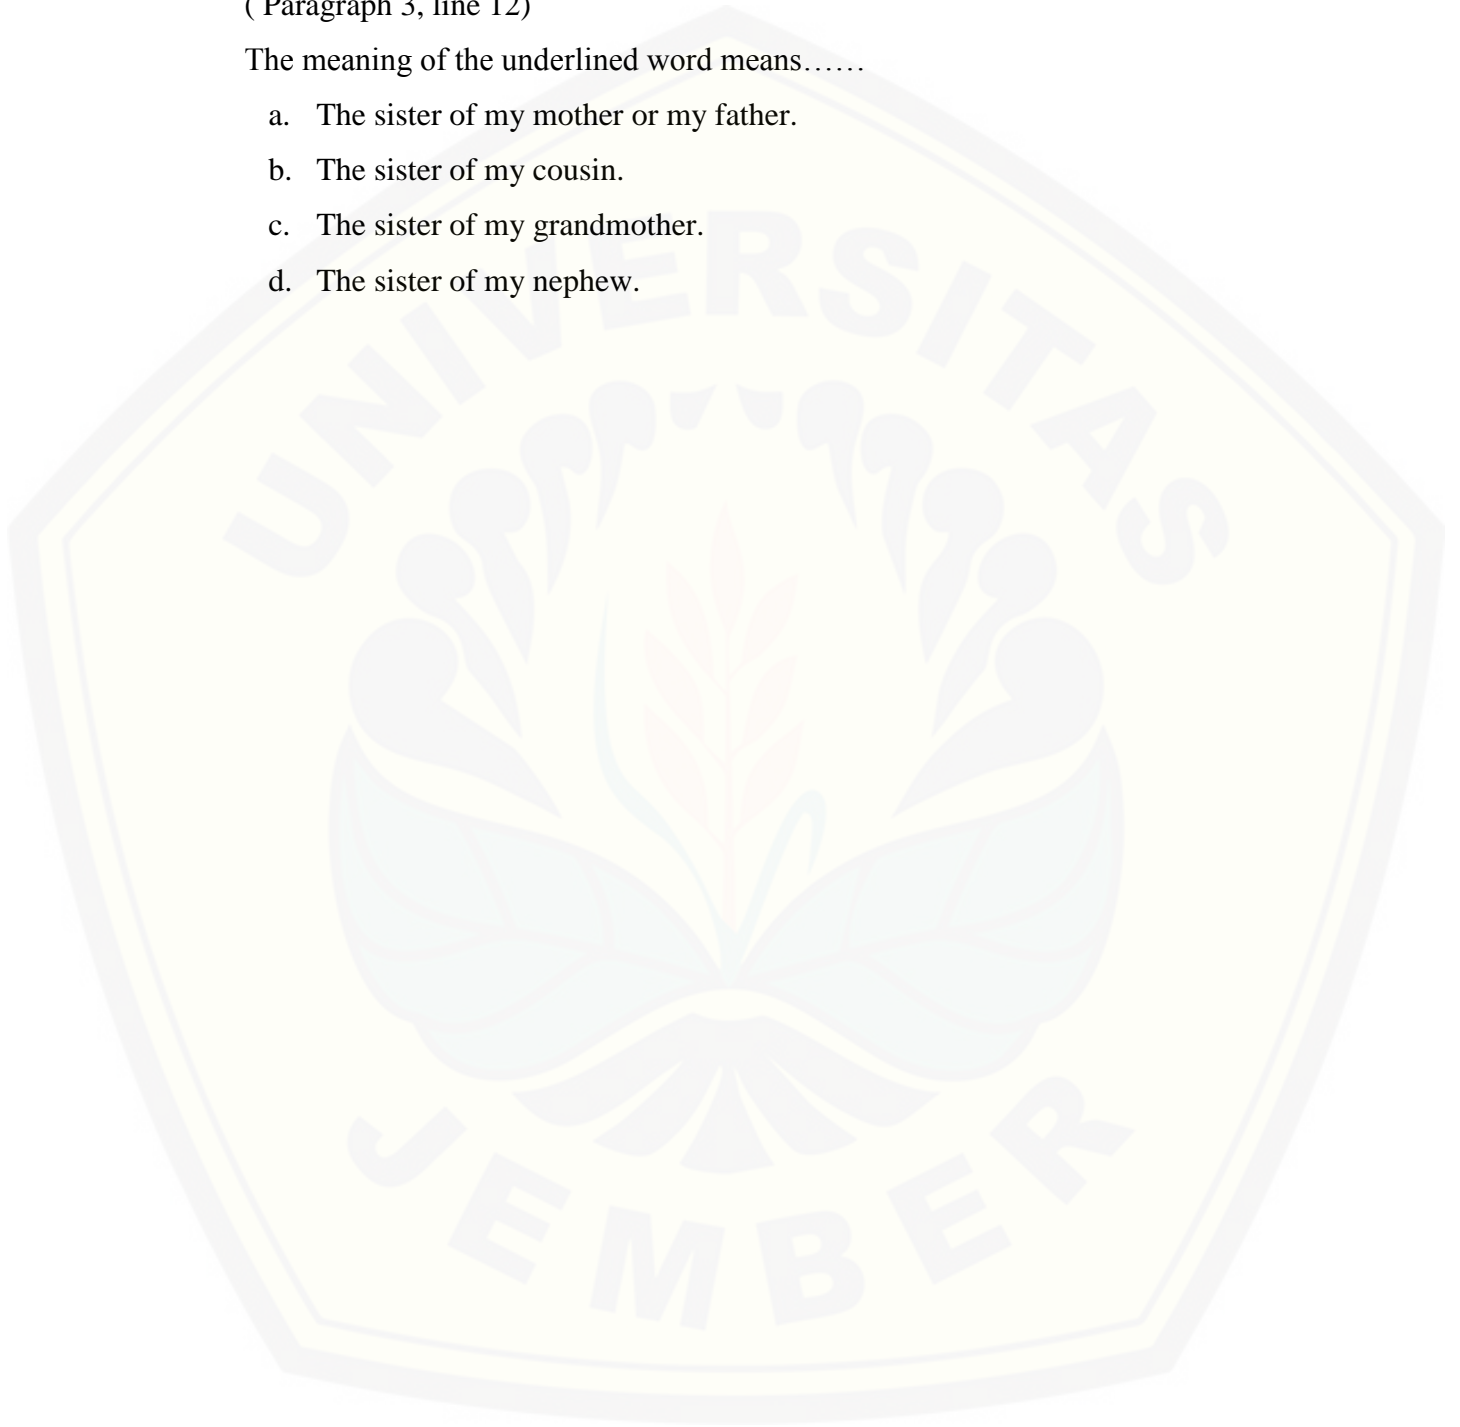 ( Paragraph 3, line 12)
The meaning of the underlined word means……
a. The sister of my mother or my father.
b. The sister of my cousin.
c. The sister of my grandmother.
d. The sister of my nephew.
UNIVERSITAS
JEMBER